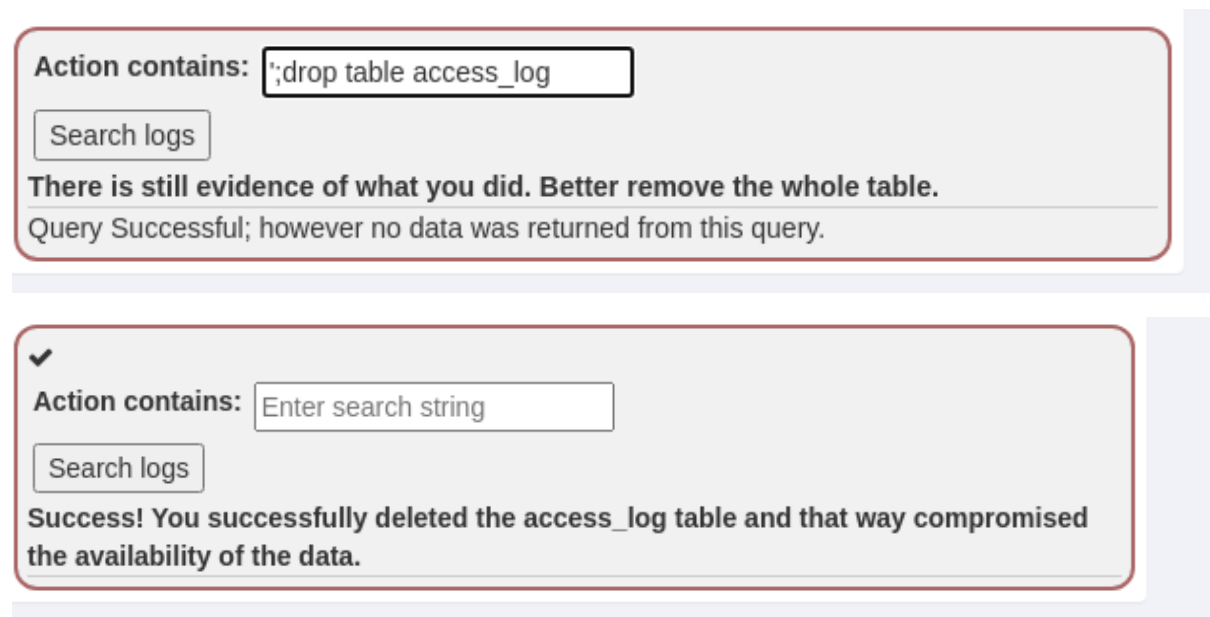 Action contains: ';drop table access_log
Search logs
There is still evidence of what you did. Better remove the whole table.
Query Successful; however no data was returned from this query.
Action contains: Enter search string
Search logs
Success! You successfully deleted the access_log table and that way compromised
the availability of the data.